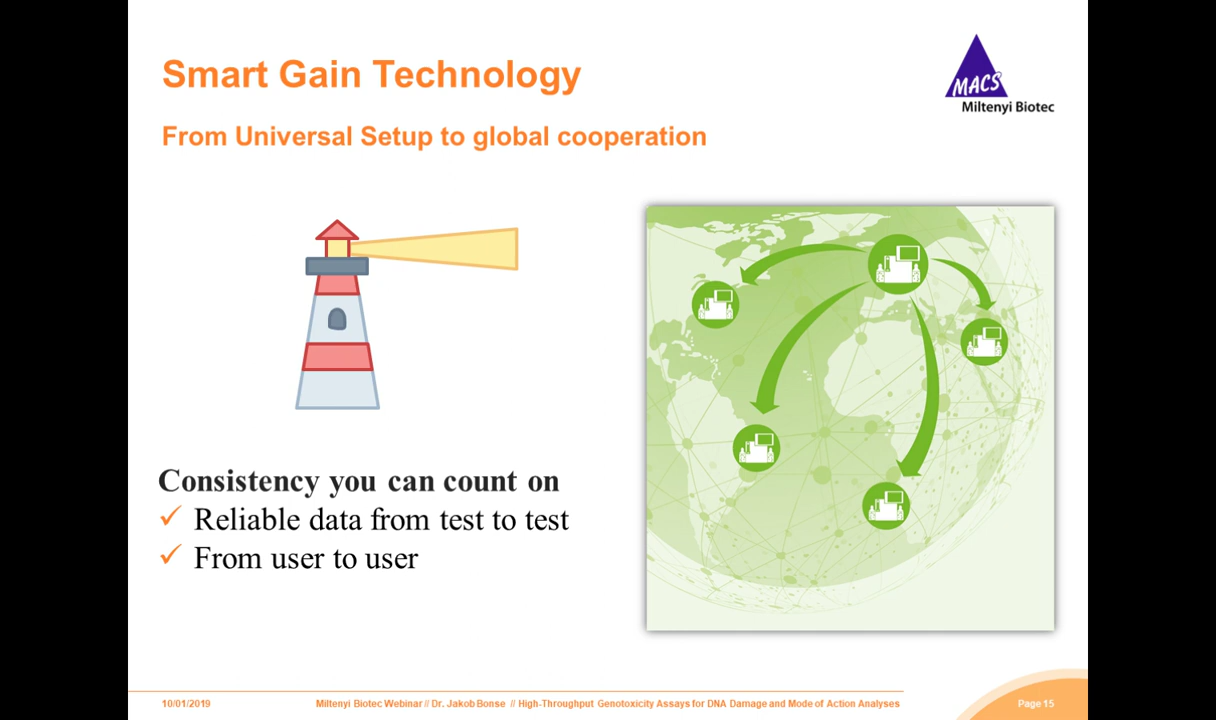 Smart Gain Technology
MACS
Miltenyi Biotec
From Universal Setup to global cooperation
Consistency you can count on
✓ Reliable data from test to test
✓ From user to user
10/01/2019
Miltenyi Biotec Webinar // Dr. Jakob Bonse // High-Throughput Genotoxicity Assays for DNA Damage and Mode of Action Analyses
Page 15